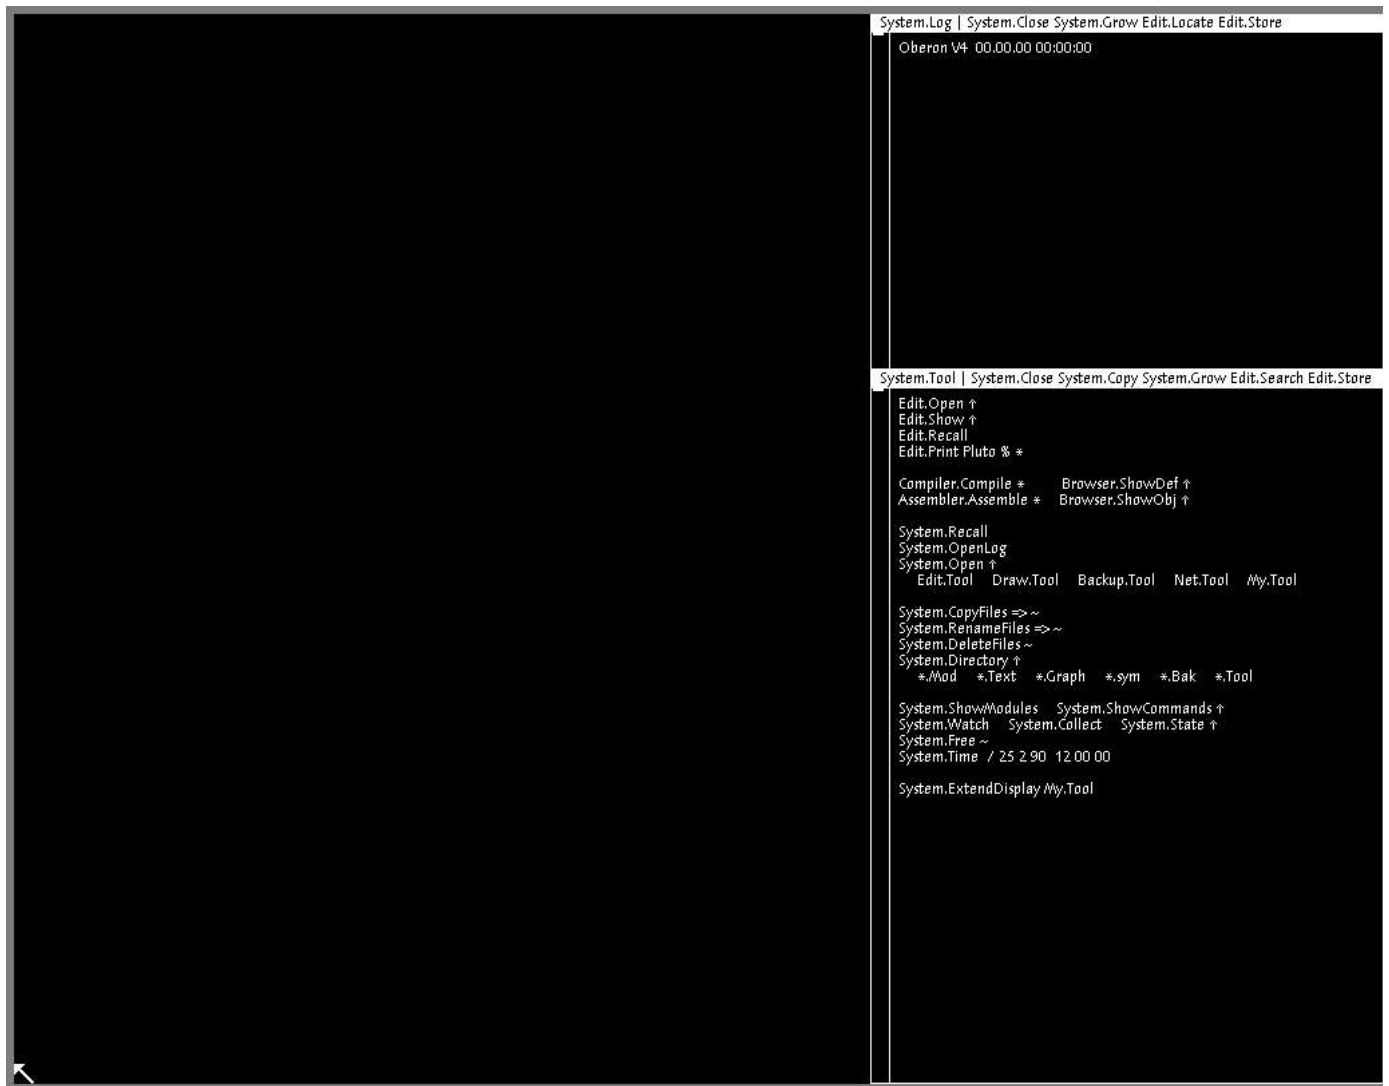 System.Log | System.Close System.Grow Edit.Locate Edit.Store
Oberon V4 00.00.00 00:00:00
System.Tool | System.Close System.Copy System.Grow Edit.Search Edit.Store
Edit.Open ↑
Edit.Show ↑
Edit.Recall
Edit.Print Pluto % *
Compiler.Compile * Browser.ShowDef ↑
Assembler.Assemble * Browser.ShowObj ↑
System.Recall
System.OpenLog
System.Open ↑
Edit.Tool Draw.Tool Backup.Tool Net.Tool My.Tool
System.CopyFiles => ~
System.RenameFiles => ~
System.DeleteFiles ~
System.Directory ↑
*.Mod *.Text *.Graph *.sym *.Bak *.Tool
System.ShowModules System.ShowCommands ↑
System.Watch System.Collect System.State ↑
System.Free ~
System.Time / 25 2 90 12 00 00
System.ExtendDisplay My.Tool